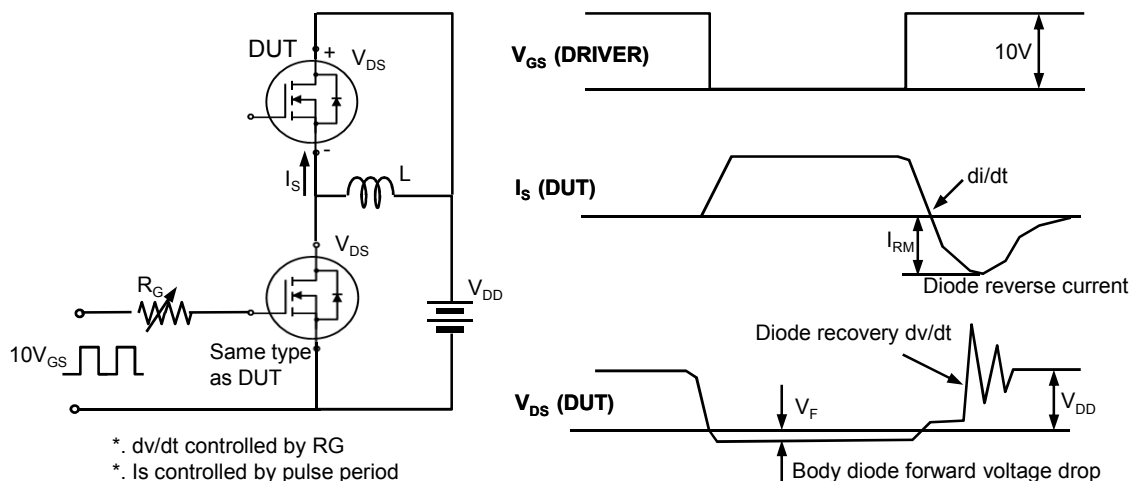 DUT
+
V_DS
-
I_S
L
V_DS
R_G
V_DD
10V_GS
Same type
as DUT
*. dv/dt controlled by RG
*. Is controlled by pulse period
V_GS (DRIVER)
10V
I_S (DUT)
di/dt
I_RM
Diode reverse current
Diode recovery dv/dt
V_DS (DUT)
V_F
V_DD
Body diode forward voltage drop